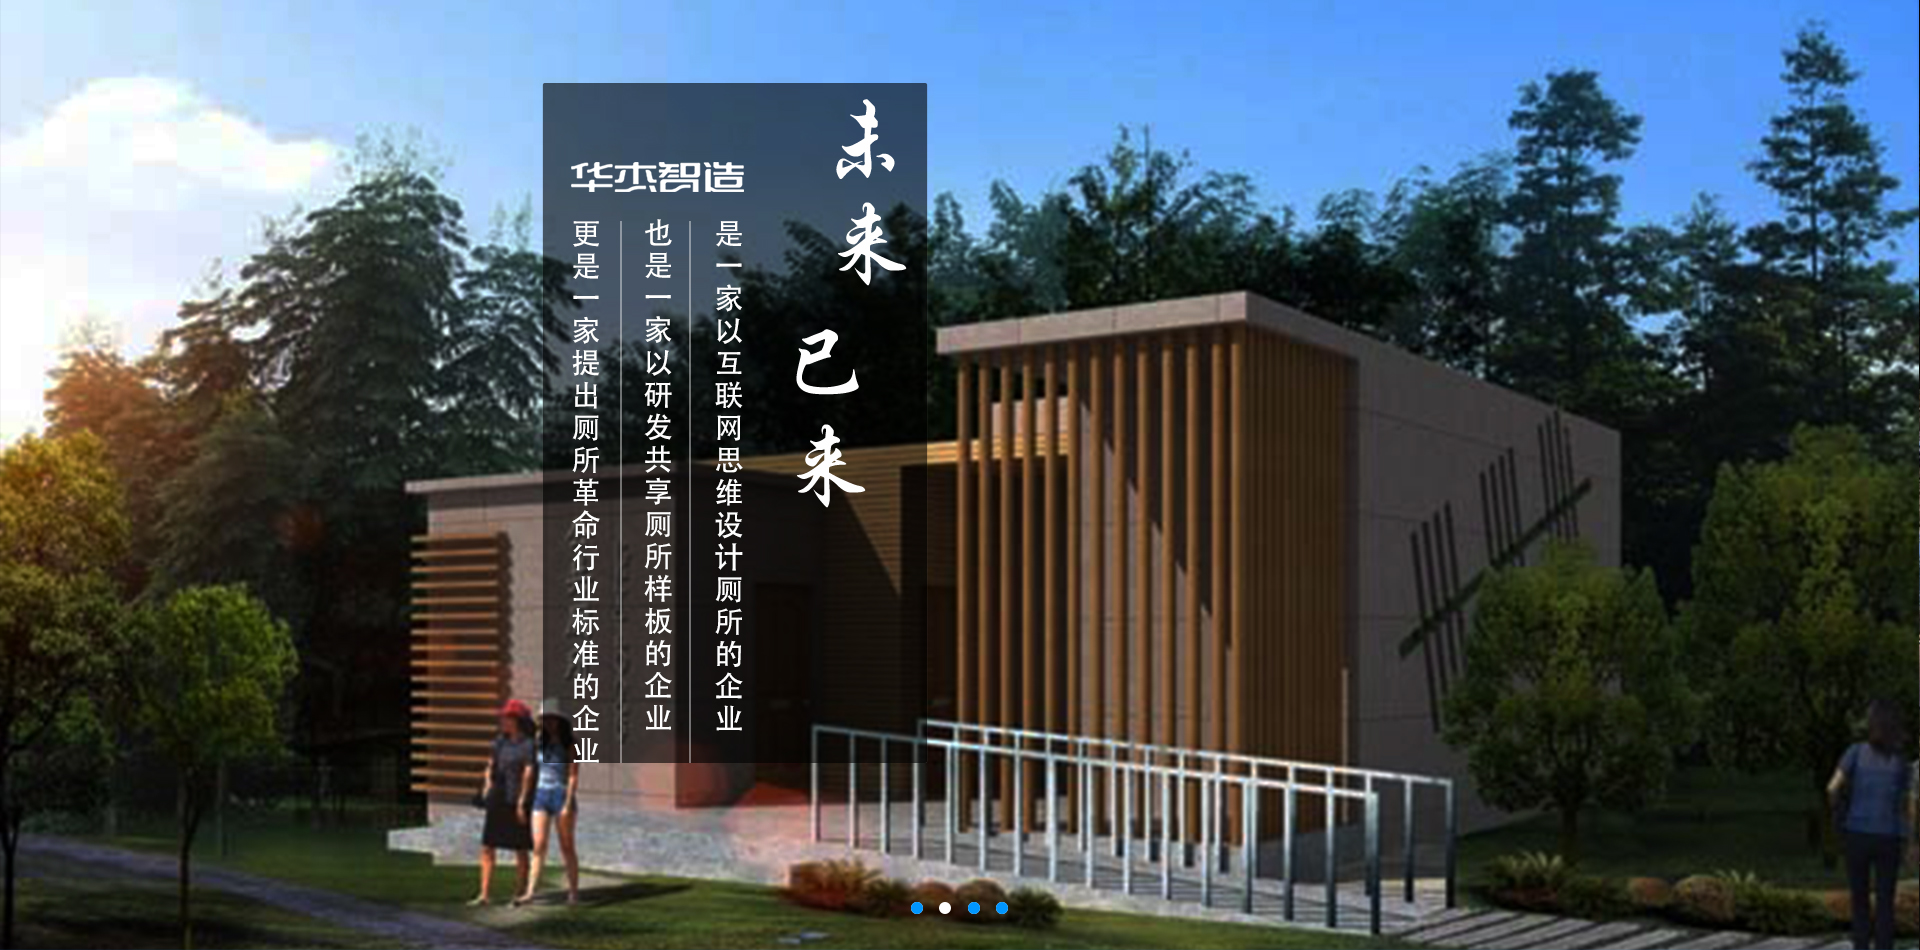 未来
已来
华杰智造
是一家以互联网思维设计厕所的企业
也是一家以研发共享厕所样板的企业
更是一家提出厕所革命行业标准的企业